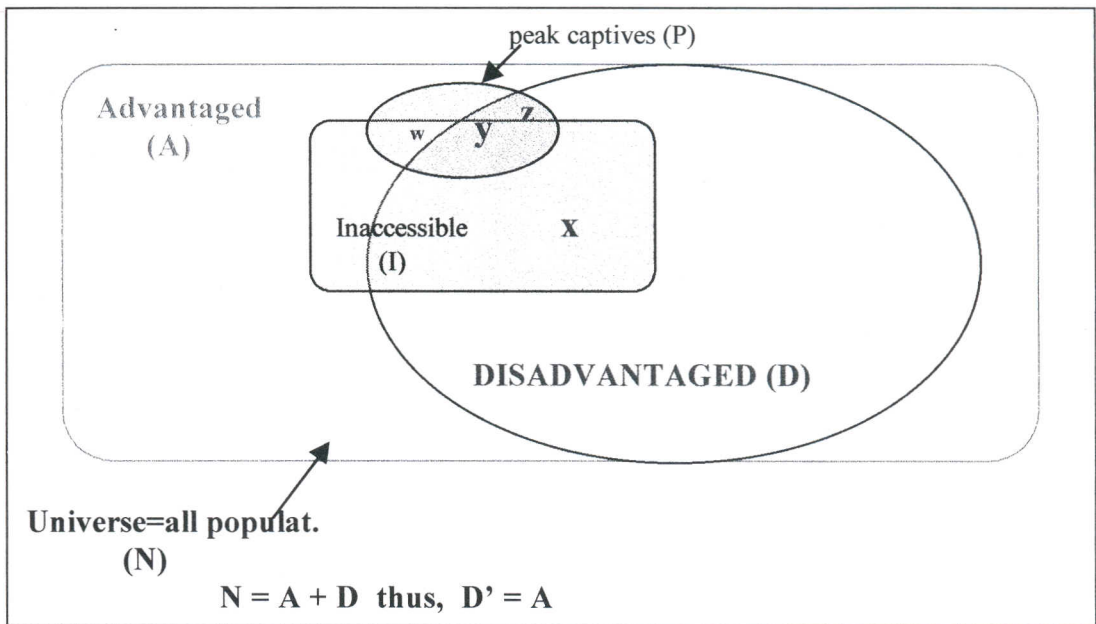 peak captives (P)
Advantaged
(A)
z
w
y
Inaccessible
(I)
x
DISADVANTAGED (D)
Universe=all populat.
(N)
N = A + D thus, D’ = A